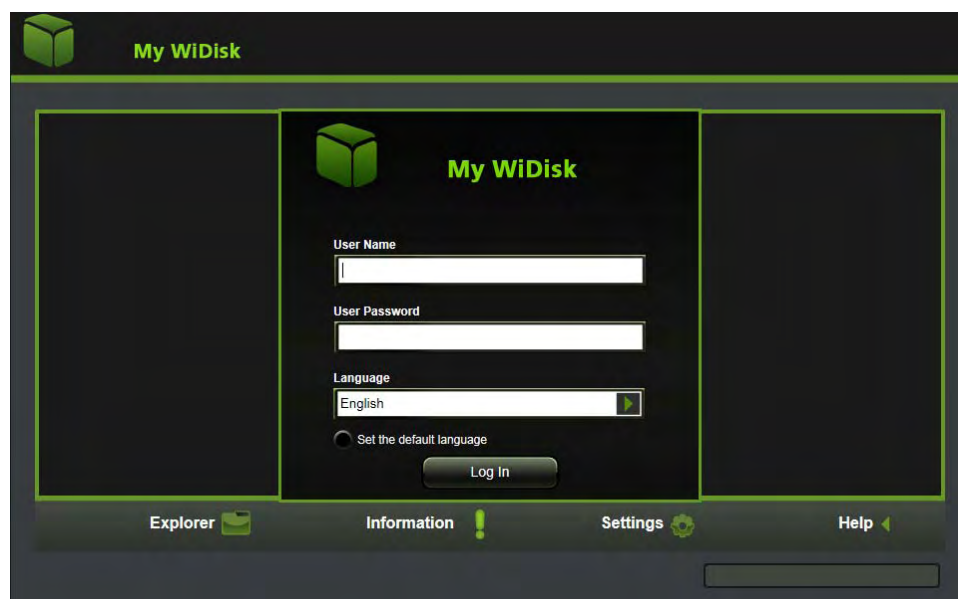 My WiDisk
My WiDisk
User Name
User Password
Language
English
Set the default language
Log In
Explorer Information Settings Help